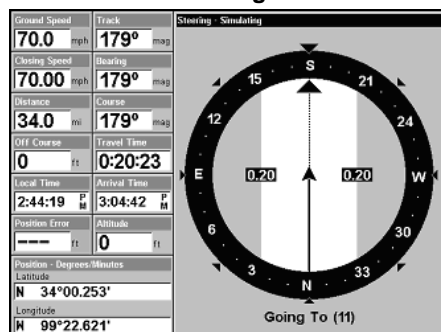 Ground Speed Track
70.0 mph 179° mag
Closing Speed Bearing
70.00 mph 179° mag
Distance Course
34.0 mi 179° mag
Off Course Travel Time
0 ft 0:20:23
Local Time Arrival Time
2:44:19 PM 3:04:42 PM
Position Error Altitude
--- ft 0 ft
Position - Degrees/Minutes
Latitude
N 34°00.253'
Longitude
W 99°22.621'
Steering - Simulating
S
15 21
12 24
E 0.20 0.20 W
6 30
3 33
N
Going To (11)